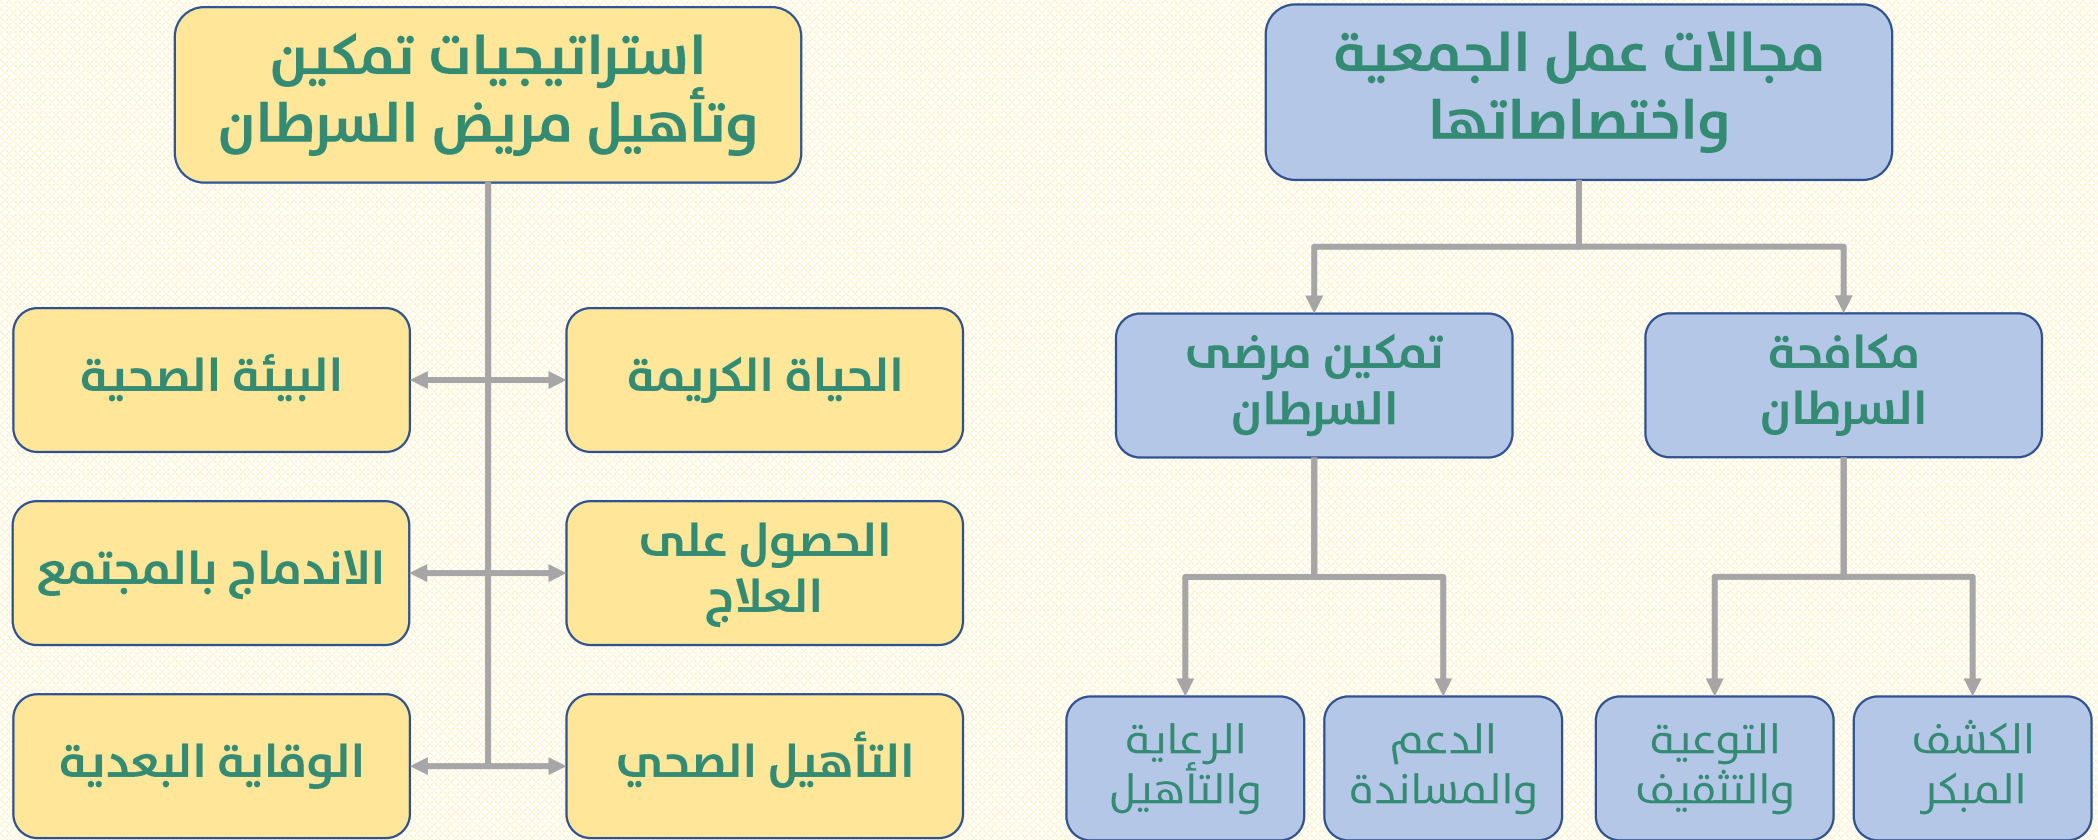 مجالات عمل الجمعية
واختصاصاتها
مكافحة
السرطان
تمكين مرضى
السرطان
الكشف
المبكر
التوعية
والتثقيف
الدعم
والمساندة
الرعاية
والتأهيل
استراتيجيات تمكين
وتأهيل مريض السرطان
الحياة الكريمة
البيئة الصحية
الحصول على
العلاج
الاندماج بالمجتمع
التأهيل الصحي
الوقاية البعدية